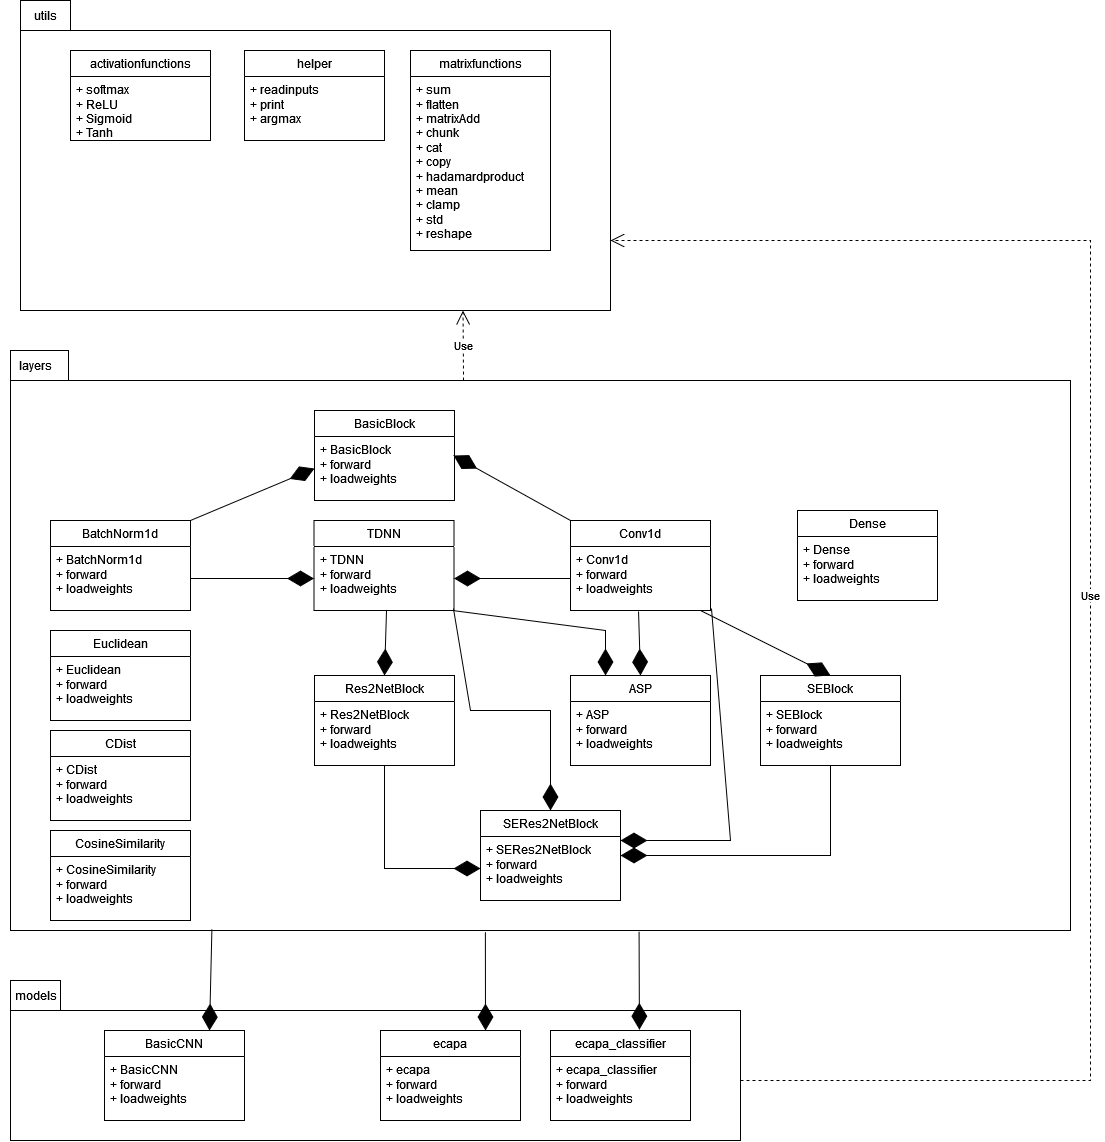 utils
activationfunctions
+ softmax
+ ReLU
+ Sigmoid
+ Tanh
helper
+ readinputs
+ print
+ argmax
matrixfunctions
+ sum
+ flatten
+ matrixAdd
+ chunk
+ cat
+ copy
+ hadamardproduct
+ mean
+ clamp
+ std
+ reshape
Use
layers
BasicBlock
+ BasicBlock
+ forward
+ loadweights
BatchNorm1d
+ BatchNorm1d
+ forward
+ loadweights
TDNN
+ TDNN
+ forward
+ loadweights
Conv1d
+ Conv1d
+ forward
+ loadweights
Dense
+ Dense
+ forward
+ loadweights
Use
Euclidean
+ Euclidean
+ forward
+ loadweights
Res2NetBlock
+ Res2NetBlock
+ forward
+ loadweights
ASP
+ ASP
+ forward
+ loadweights
SEBlock
+ SEBlock
+ forward
+ loadweights
CDist
+ CDist
+ forward
+ loadweights
SERes2NetBlock
+ SERes2NetBlock
+ forward
+ loadweights
CosineSimilarity
+ CosineSimilarity
+ forward
+ loadweights
models
BasicCNN
+ BasicCNN
+ forward
+ loadweights
ecapa
+ ecapa
+ forward
+ loadweights
ecapa_classifier
+ ecapa_classifier
+ forward
+ loadweights